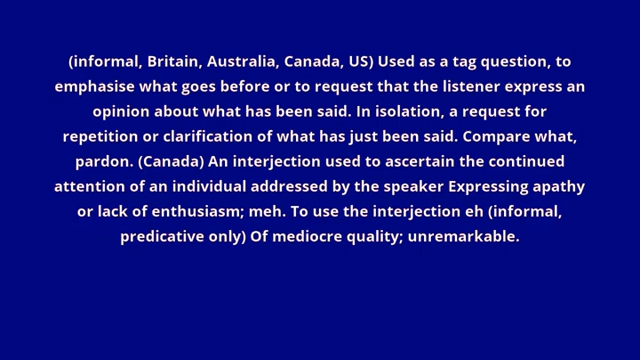 (informal, Britain, Australia, Canada, US) Used as a tag question, to
emphasise what goes before or to request that the listener express an
opinion about what has been said. In isolation, a request for
repetition or clarification of what has just been said. Compare what,
pardon. (Canada) An interjection used to ascertain the continued
attention of an individual addressed by the speaker Expressing apathy
or lack of enthusiasm; meh. To use the interjection eh (informal,
predicative only) Of mediocre quality; unremarkable.